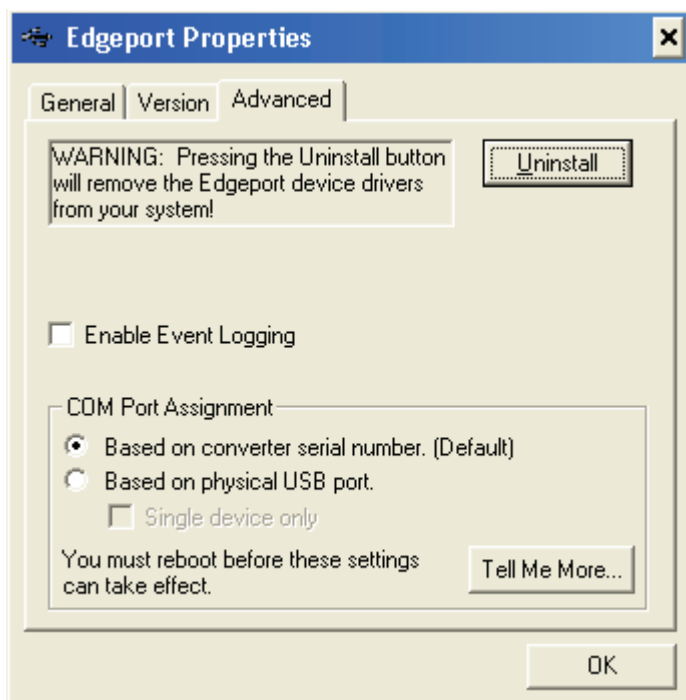 Edgeport Properties
General Version Advanced
WARNING: Pressing the Uninstall button
will remove the Edgeport device drivers
from your system!
Uninstall
Enable Event Logging
COM Port Assignment
Based on converter serial number. (Default)
Based on physical USB port.
Single device only
You must reboot before these settings
can take effect.
Tell Me More...
OK